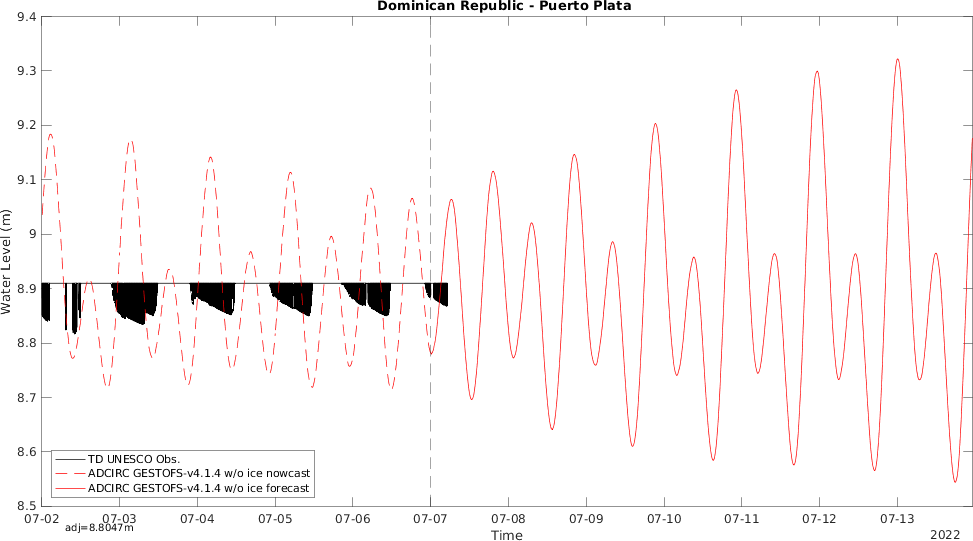 Dominican Republic - Puerto Plata
9.4
9.3
9.2
9.1
9
8.9
8.8
8.7
8.6
8.5
Water Level (m)
TD UNESCO Obs.
ADCIRC GESTOFS-v4.1.4 w/o ice nowcast
ADCIRC GESTOFS-v4.1.4 w/o ice forecast
07-02 07-03 07-04 07-05 07-06 07-07 07-08 07-09 07-10 07-11 07-12 07-13
adj=8.8047m
Time
2022